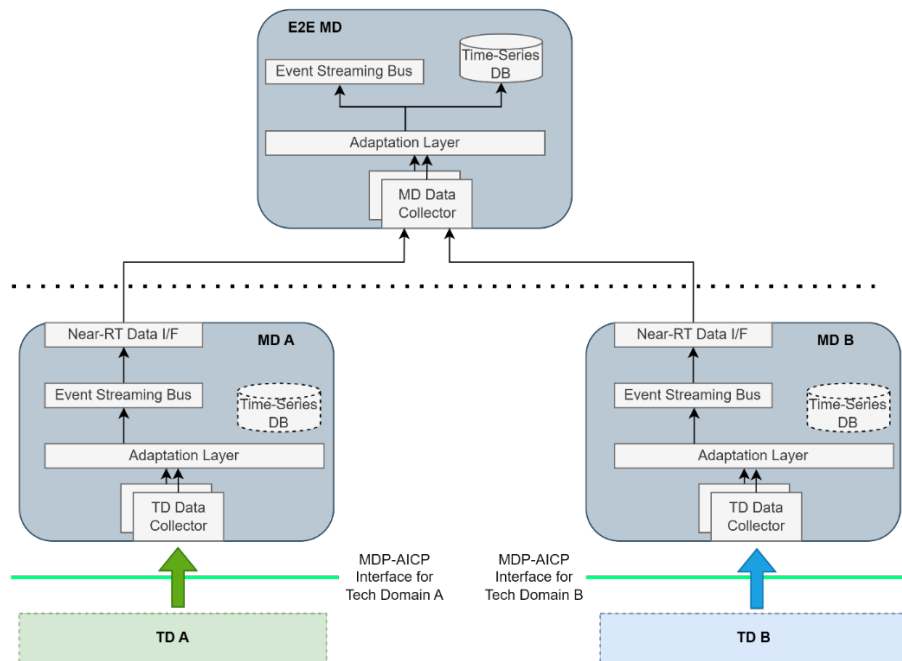 E2E MD
Event Streaming Bus
Time-Series
DB
Adaptation Layer
MD Data
Collector
Near-RT Data I/F
MD A
Event Streaming Bus
Time-Series
DB
Adaptation Layer
TD Data
Collector
Near-RT Data I/F
MD B
Event Streaming Bus
Time-Series
DB
Adaptation Layer
TD Data
Collector
MDP-AICP
Interface for
Tech Domain A
MDP-AICP
Interface for
Tech Domain B
TD A
TD B